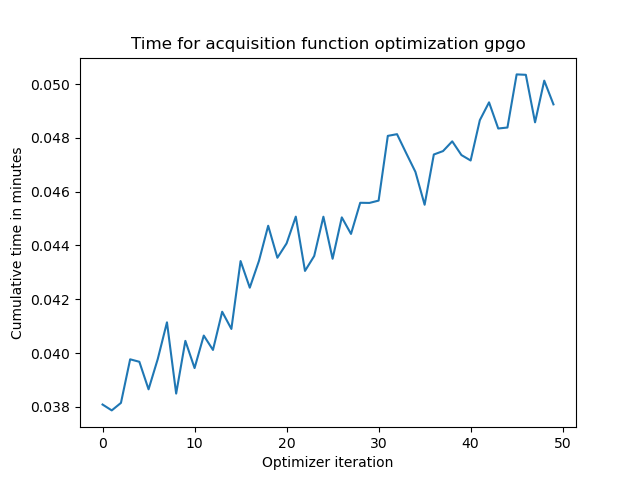 Time for acquisition function optimization gpgo
0.050
0.048
0.046
0.044
0.042
0.040
0.038
Cumulative time in minutes
0 10 20 30 40 50
Optimizer iteration